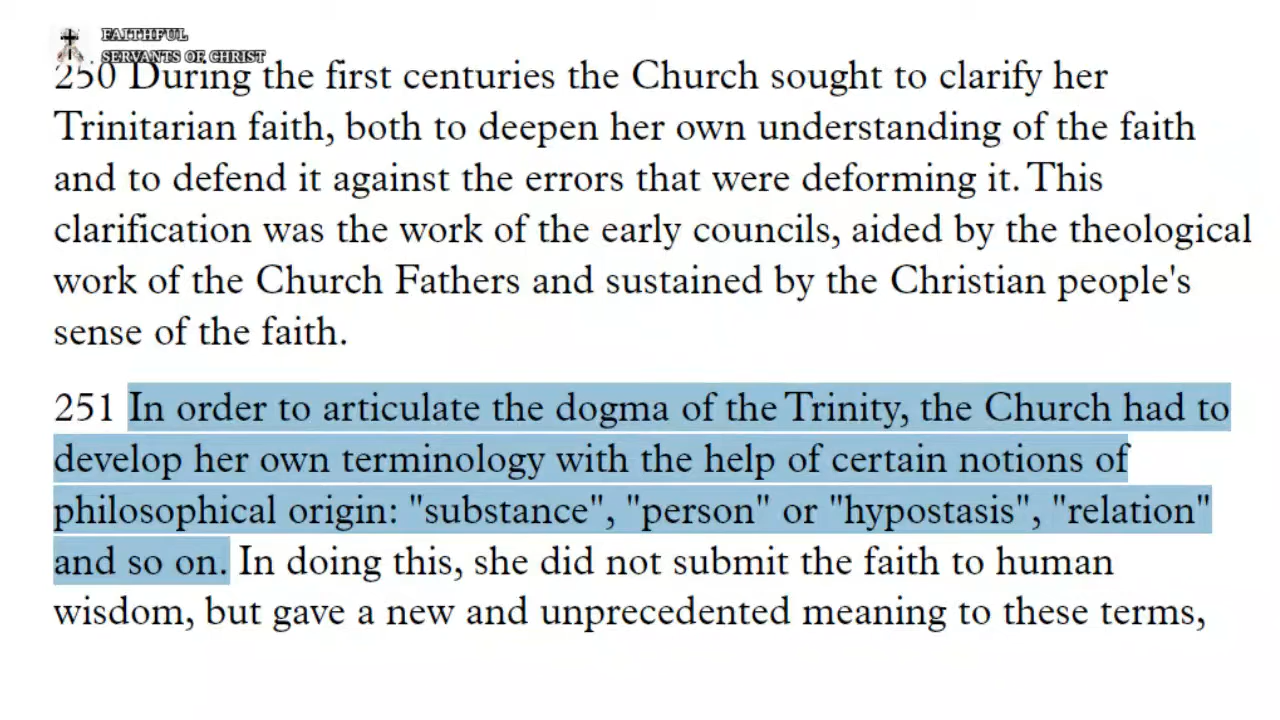 FAITHFUL
SERVANTS OF CHRIST
250 During the first centuries the Church sought to clarify her
Trinitarian faith, both to deepen her own understanding of the faith
and to defend it against the errors that were deforming it. This
clarification was the work of the early councils, aided by the theological
work of the Church Fathers and sustained by the Christian people's
sense of the faith.
251 In order to articulate the dogma of the Trinity, the Church had to
develop her own terminology with the help of certain notions of
philosophical origin: "substance", "person" or "hypostasis", "relation"
and so on. In doing this, she did not submit the faith to human
wisdom, but gave a new and unprecedented meaning to these terms,